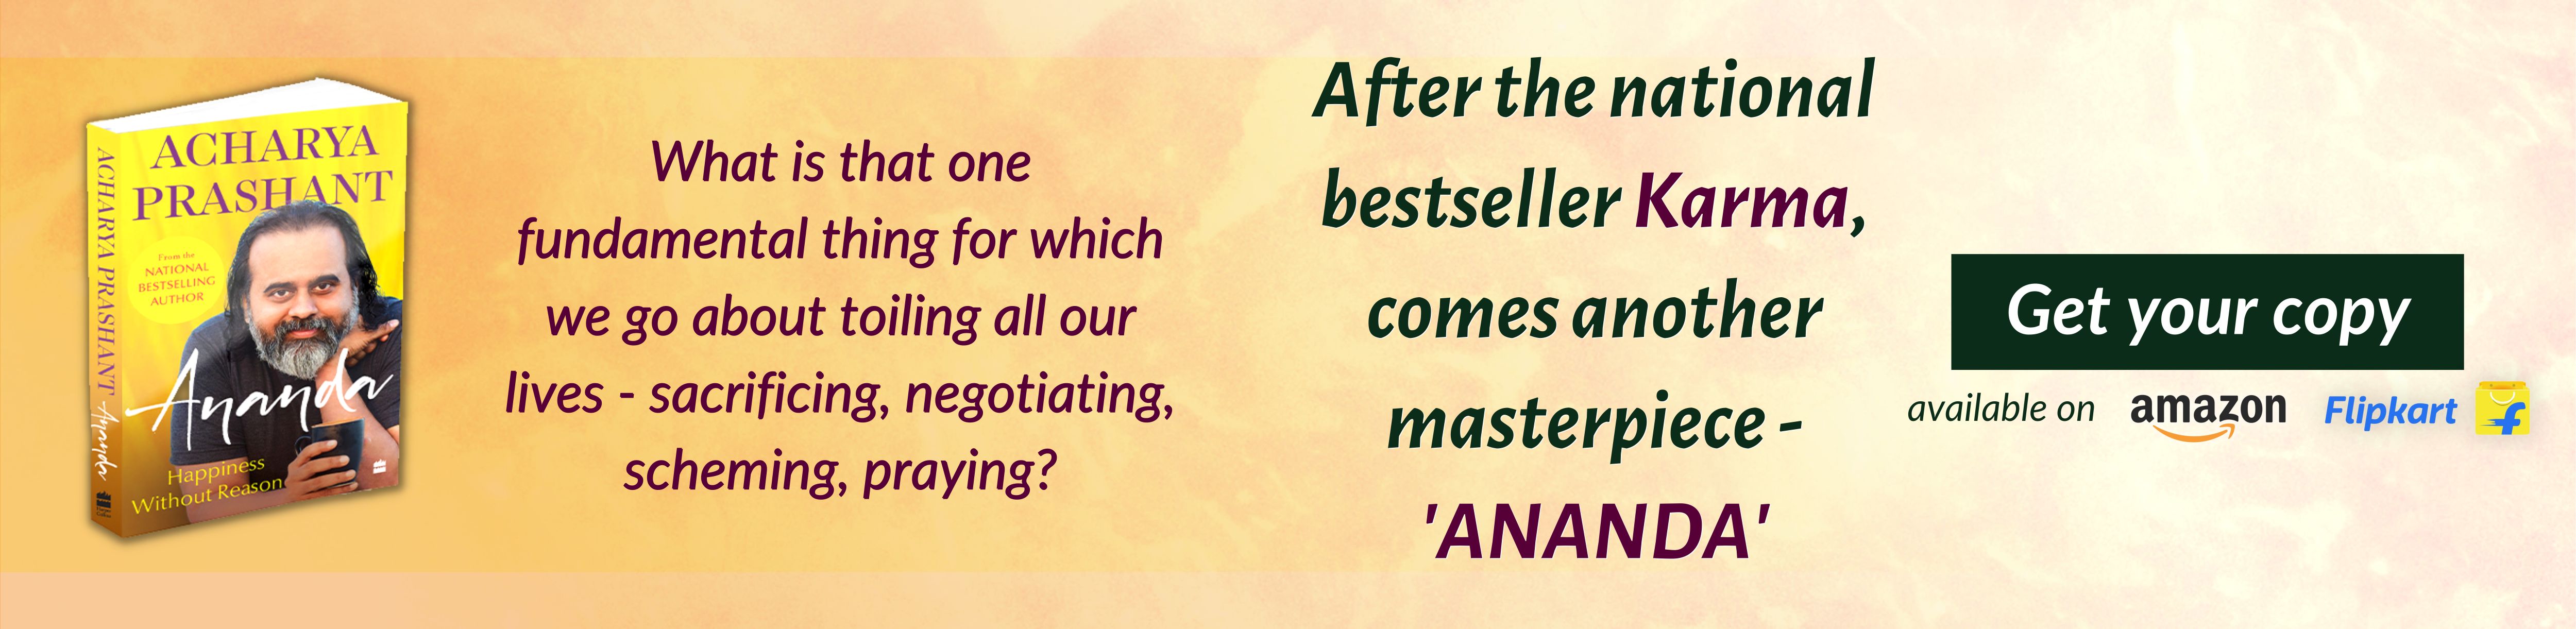 ACHARYA PRASHANT Ananda
ACHARYA
PRASHANT
From the
NATIONAL
BESTSELLING
AUTHOR
Ananda
Happiness
Without Reason
What is that one
fundamental thing for which
we go about toiling all our
lives - sacrificing, negotiating,
scheming, praying?
After the national
bestseller Karma,
comes another
masterpiece -
'ANANDA'
Get your copy
available on amazon Flipkart